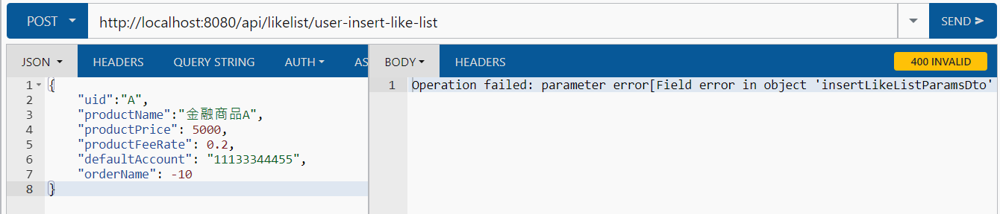 POST http://localhost:8080/api/likelist/user-insert-like-list SEND
JSON HEADERS QUERY STRING AUTH AS BODY HEADERS 400 INVALID
1 {
2 "uid":"A",
3 "productName":"金融商品A",
4 "productPrice": 5000,
5 "productFeeRate": 0.2,
6 "defaultAccount": "11133344455",
7 "orderName": -10
8 }
1 Operation failed: parameter error[Field error in object 'insertLikeListParamsDto'